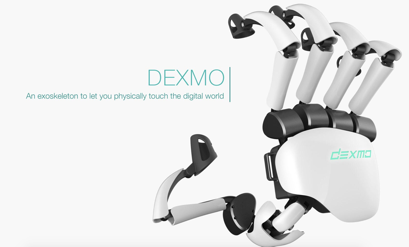 DEXMO
An exoskeleton to let you physically touch the digital world
dexmo